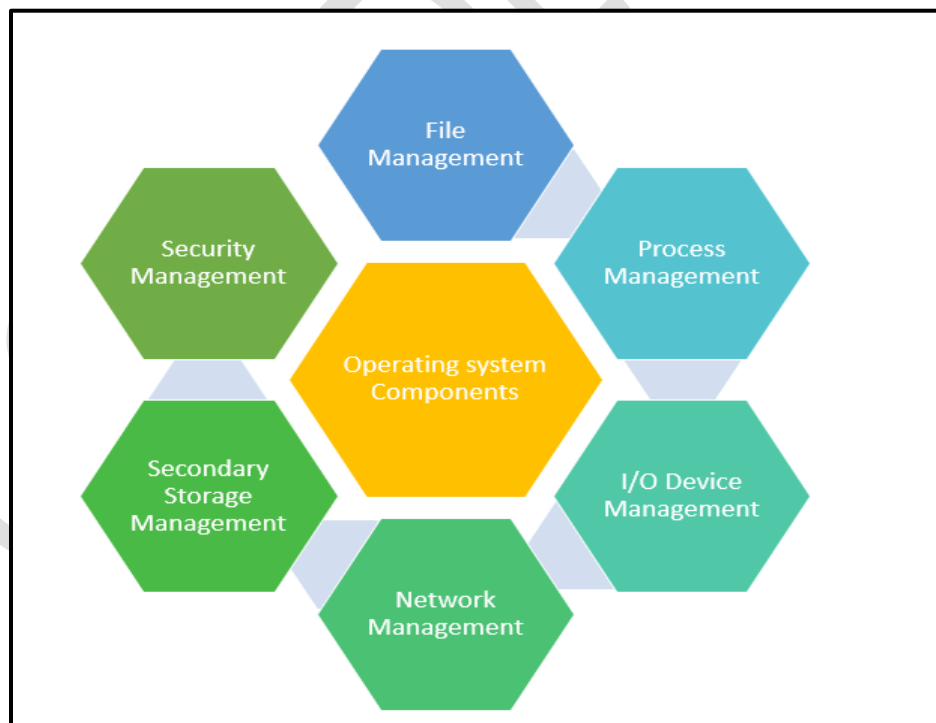 File
Management
Process
Management
I/O Device
Management
Network
Management
Secondary
Storage
Management
Security
Management
Operating system
Components